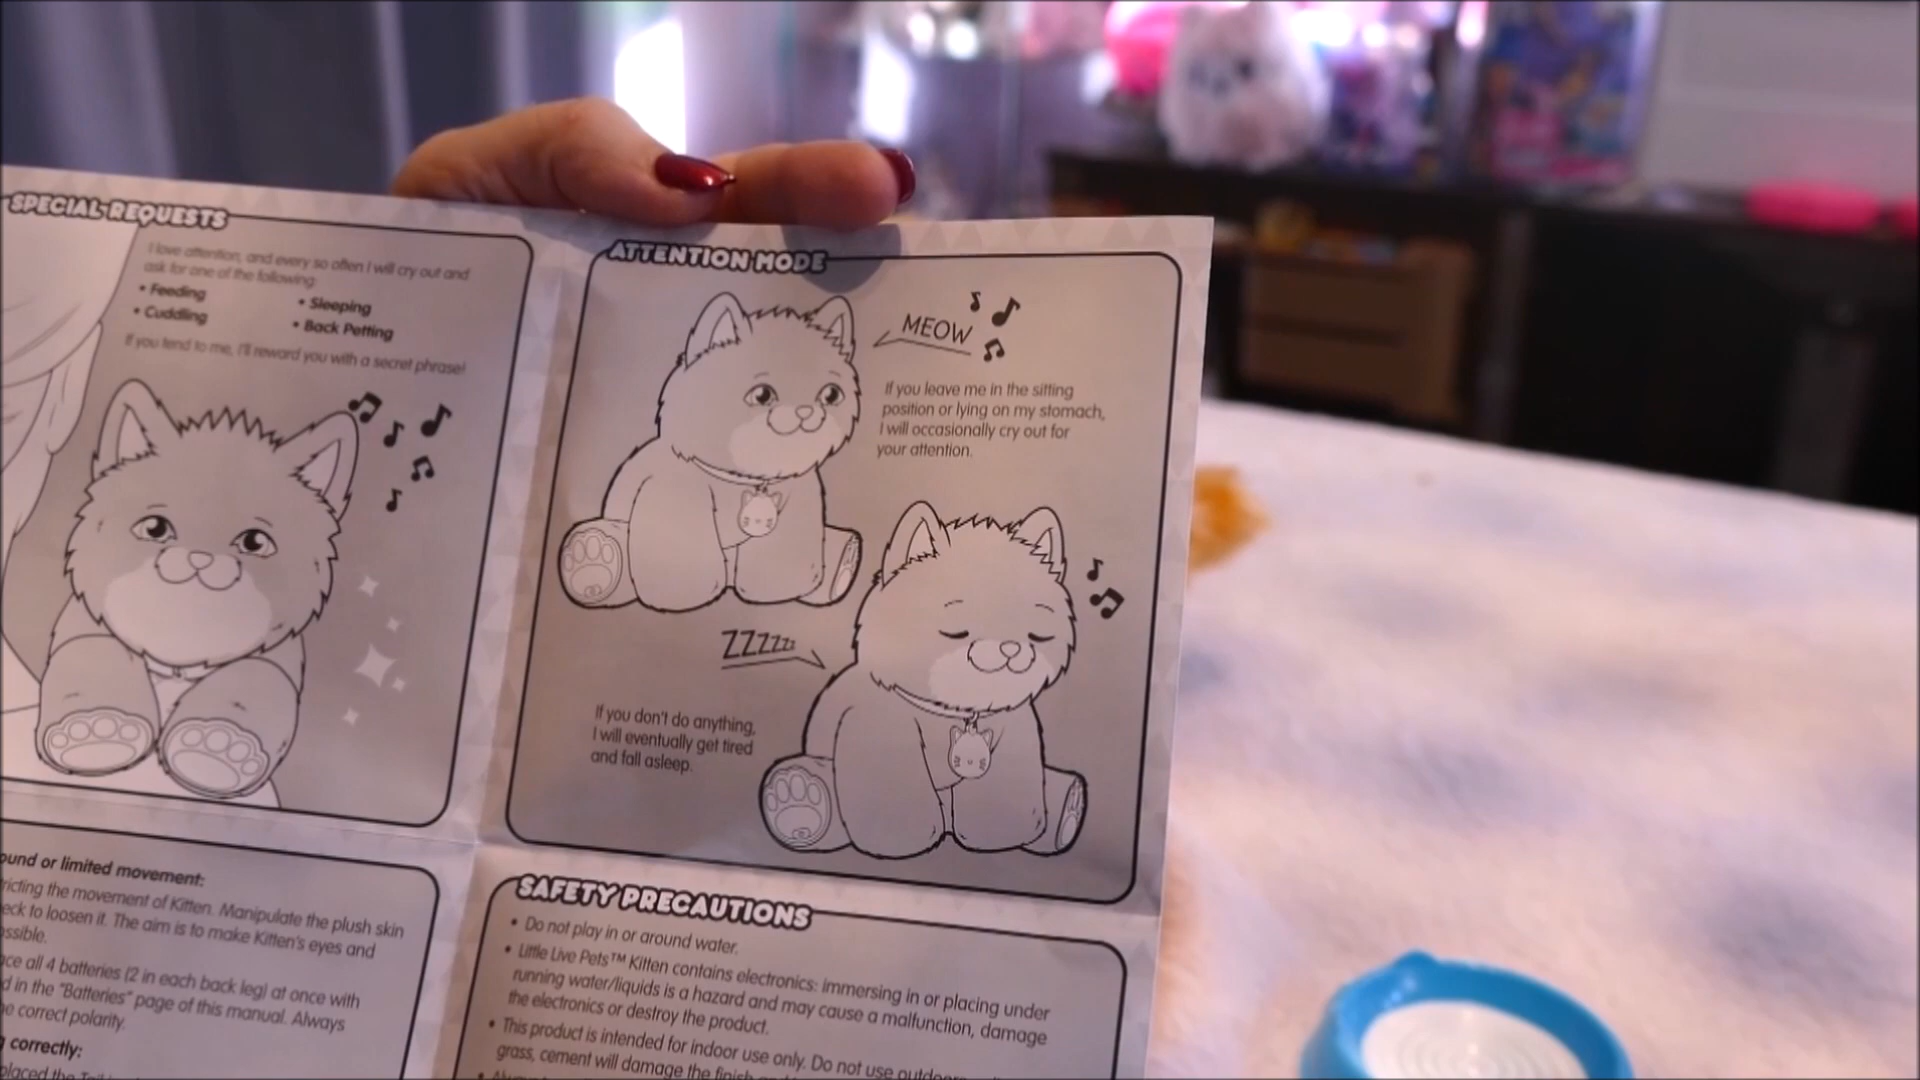 SPECIAL REQUESTS
I love attention, and every so often I will cry out and
ask for one of the following:
• Feeding
• Sleeping
• Cuddling
• Back Petting
If you tend to me, I'll reward you with a secret phrase!
ATTENTION MODE
MEOW
If you leave me in the sitting
position or lying on my stomach,
I will occasionally cry out for
your attention.
ZZZzzz
If you don't do anything,
I will eventually get tired
and fall asleep.
or limited movement:
the movement of Kitten. Manipulate the plush skin
to loosen it. The aim is to make Kitten's eyes and
all 4 batteries (2 in each back leg) at once with
in the "Batteries" page of this manual. Always
correct polarity.
correctly:
the
SAFETY PRECAUTIONS
• Do not play in or around water.
• Little Live Pets™ Kitten contains electronics: immersing in or placing under
running water/liquids is a hazard and may cause a malfunction, damage
the electronics or destroy the product.
• This product is intended for indoor use only. Do not use
grass, cement will damage the finish